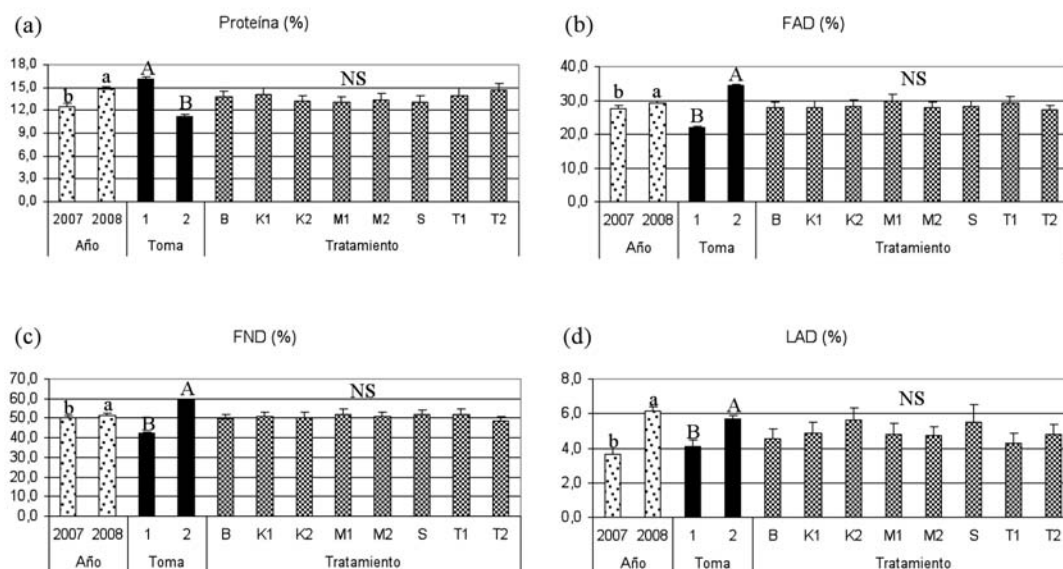 (a)
Proteína (%)
18,0
15,0
12,0
9,0
6,0
3,0
0,0
b
a
A
B
NS
2007 2008 1 2 B K1 K2 M1 M2 S T1 T2
Año Toma Tratamiento
(b)
FAD (%)
40,0
30,0
20,0
10,0
0,0
b
a
B
A
NS
2007 2008 1 2 B K1 K2 M1 M2 S T1 T2
Año Toma Tratamiento
(c)
FND (%)
70,0
60,0
50,0
40,0
30,0
20,0
10,0
0,0
b
a
B
A
NS
2007 2008 1 2 B K1 K2 M1 M2 S T1 T2
Año Toma Tratamiento
(d)
LAD (%)
8,0
6,0
4,0
2,0
0,0
b
a
B
A
NS
2007 2008 1 2 B K1 K2 M1 M2 S T1 T2
Año Toma Tratamiento